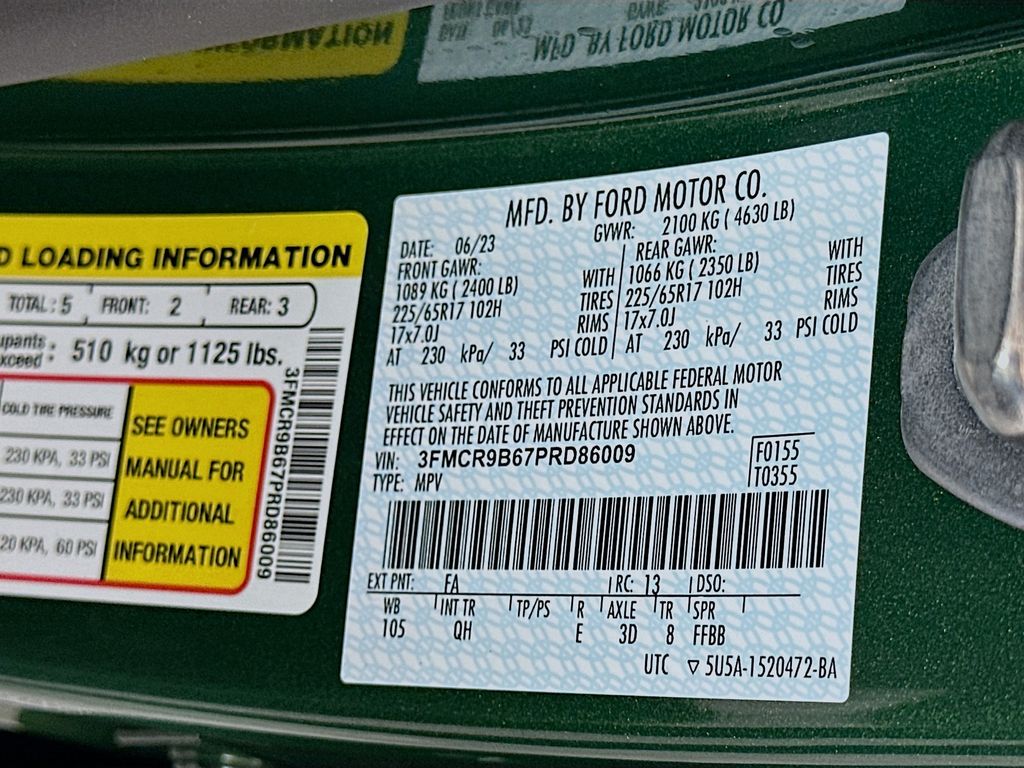 MFD. BY FORD MOTOR CO.
D LOADING INFORMATION
TOTAL: 5 FRONT: 2 REAR: 3
upants
xceed : 510 kg or 1125 lbs.
COLD TIRE PRESSURE
230 KPA, 33 PSI
230 KPA, 33 PSI
20 KPA, 60 PSI
SEE OWNERS
MANUAL FOR
ADDITIONAL
INFORMATION
3FMCR9B67PRD86009
MFD. BY FORD MOTOR CO.
DATE: 06/23 GVWR: 2100 KG ( 4630 LB)
FRONT GAWR: REAR GAWR:
1089 KG ( 2400 LB) WITH 1066 KG ( 2350 LB) WITH
225/65R17 102H TIRES 225/65R17 102H TIRES
17x7.0J RIMS 17x7.0J RIMS
AT 230 kPa/ 33 PSI COLD AT 230 kPa/ 33 PSI COLD
THIS VEHICLE CONFORMS TO ALL APPLICABLE FEDERAL MOTOR
VEHICLE SAFETY AND THEFT PREVENTION STANDARDS IN
EFFECT ON THE DATE OF MANUFACTURE SHOWN ABOVE.
VIN: 3FMCR9B67PRD86009 F0155
TYPE: MPV T0355
EXT PNT: FA RC: 13 DSO:
WB INT TR TP/PS R AXLE TR SPR
105 QH E 3D 8 FFBB
UTC ▽ 5U5A-1520472-BA